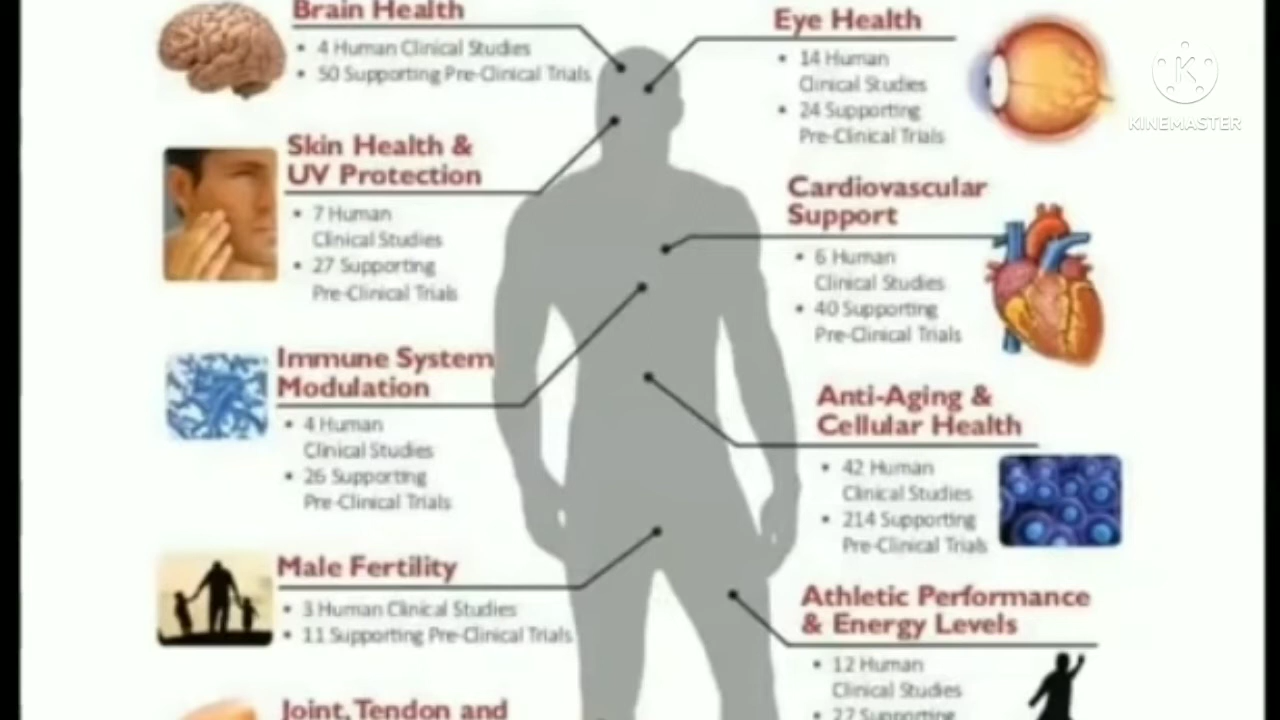 Brain Health
• 4 Human Clinical Studies
• 50 Supporting Pre-Clinical Trials
Eye Health
• 14 Human
Clinical Studies
• 24 Supporting
Pre-Clinical Trials
KINEMASTER
Skin Health &
UV Protection
• 7 Human
Clinical Studies
• 27 Supporting
Pre-Clinical Trials
Cardiovascular
Support
• 6 Human
Clinical Studies
• 40 Supporting
Pre-Clinical Trials
Immune System
Modulation
• 4 Human
Clinical Studies
• 26 Supporting
Pre-Clinical Trials
Anti-Aging &
Cellular Health
• 42 Human
Clinical Studies
• 214 Supporting
Pre-Clinical Trials
Male Fertility
• 3 Human Clinical Studies
• 11 Supporting Pre-Clinical Trials
Athletic Performance
& Energy Levels
• 12 Human
Clinical Studies
• 27 Supporting
Joint, Tendon and